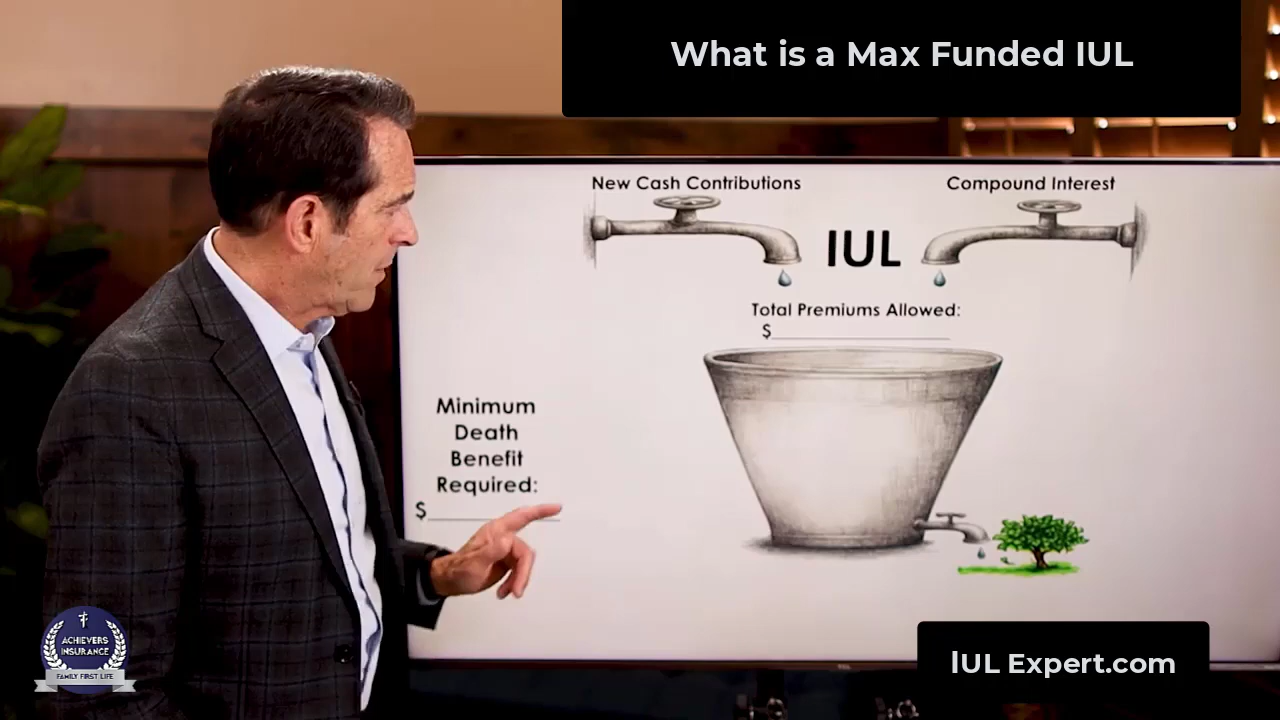 What is a Max Funded IUL
New Cash Contributions
Compound Interest
IUL
Total Premiums Allowed:
$
Minimum
Death
Benefit
Required:
$
ACHIEVERS
INSURANCE
FAMILY FIRST LIFE
IUL Expert.com